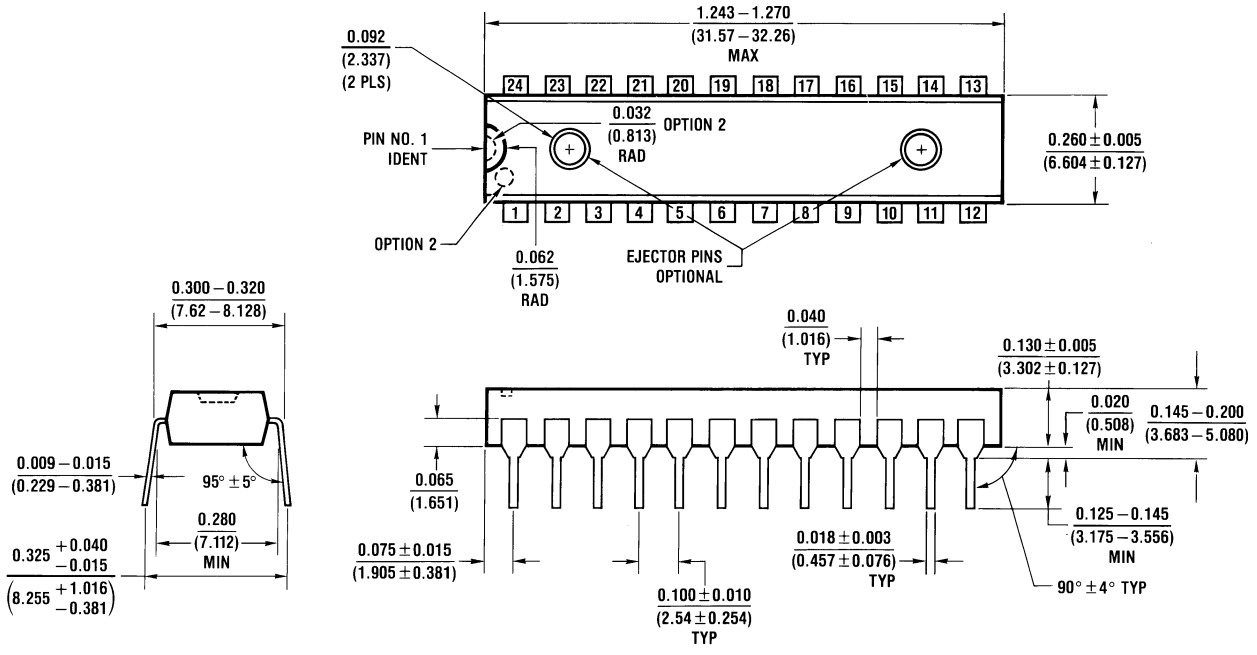 1.243 – 1.270
(31.57 – 32.26)
MAX
0.092
(2.337)
(2 PLS)
24 23 22 21 20 19 18 17 16 15 14 13
0.032
(0.813)
RAD
OPTION 2
PIN NO. 1
IDENT
0.260 ± 0.005
(6.604 ± 0.127)
1 2 3 4 5 6 7 8 9 10 11 12
OPTION 2
0.062
(1.575)
RAD
EJECTOR PINS
OPTIONAL
0.300 – 0.320
(7.62 – 8.128)
0.009 – 0.015
(0.229 – 0.381)
95° ± 5°
0.280
(7.112)
MIN
0.325 +0.040
−0.015
(8.255 +1.016
−0.381)
0.040
(1.016)
TYP
0.130 ± 0.005
(3.302 ± 0.127)
0.020
(0.508)
MIN
0.145 – 0.200
(3.683 – 5.080)
0.065
(1.651)
0.075 ± 0.015
(1.905 ± 0.381)
0.100 ± 0.010
(2.54 ± 0.254)
TYP
0.018 ± 0.003
(0.457 ± 0.076)
TYP
0.125 – 0.145
(3.175 – 3.556)
MIN
90° ± 4° TYP